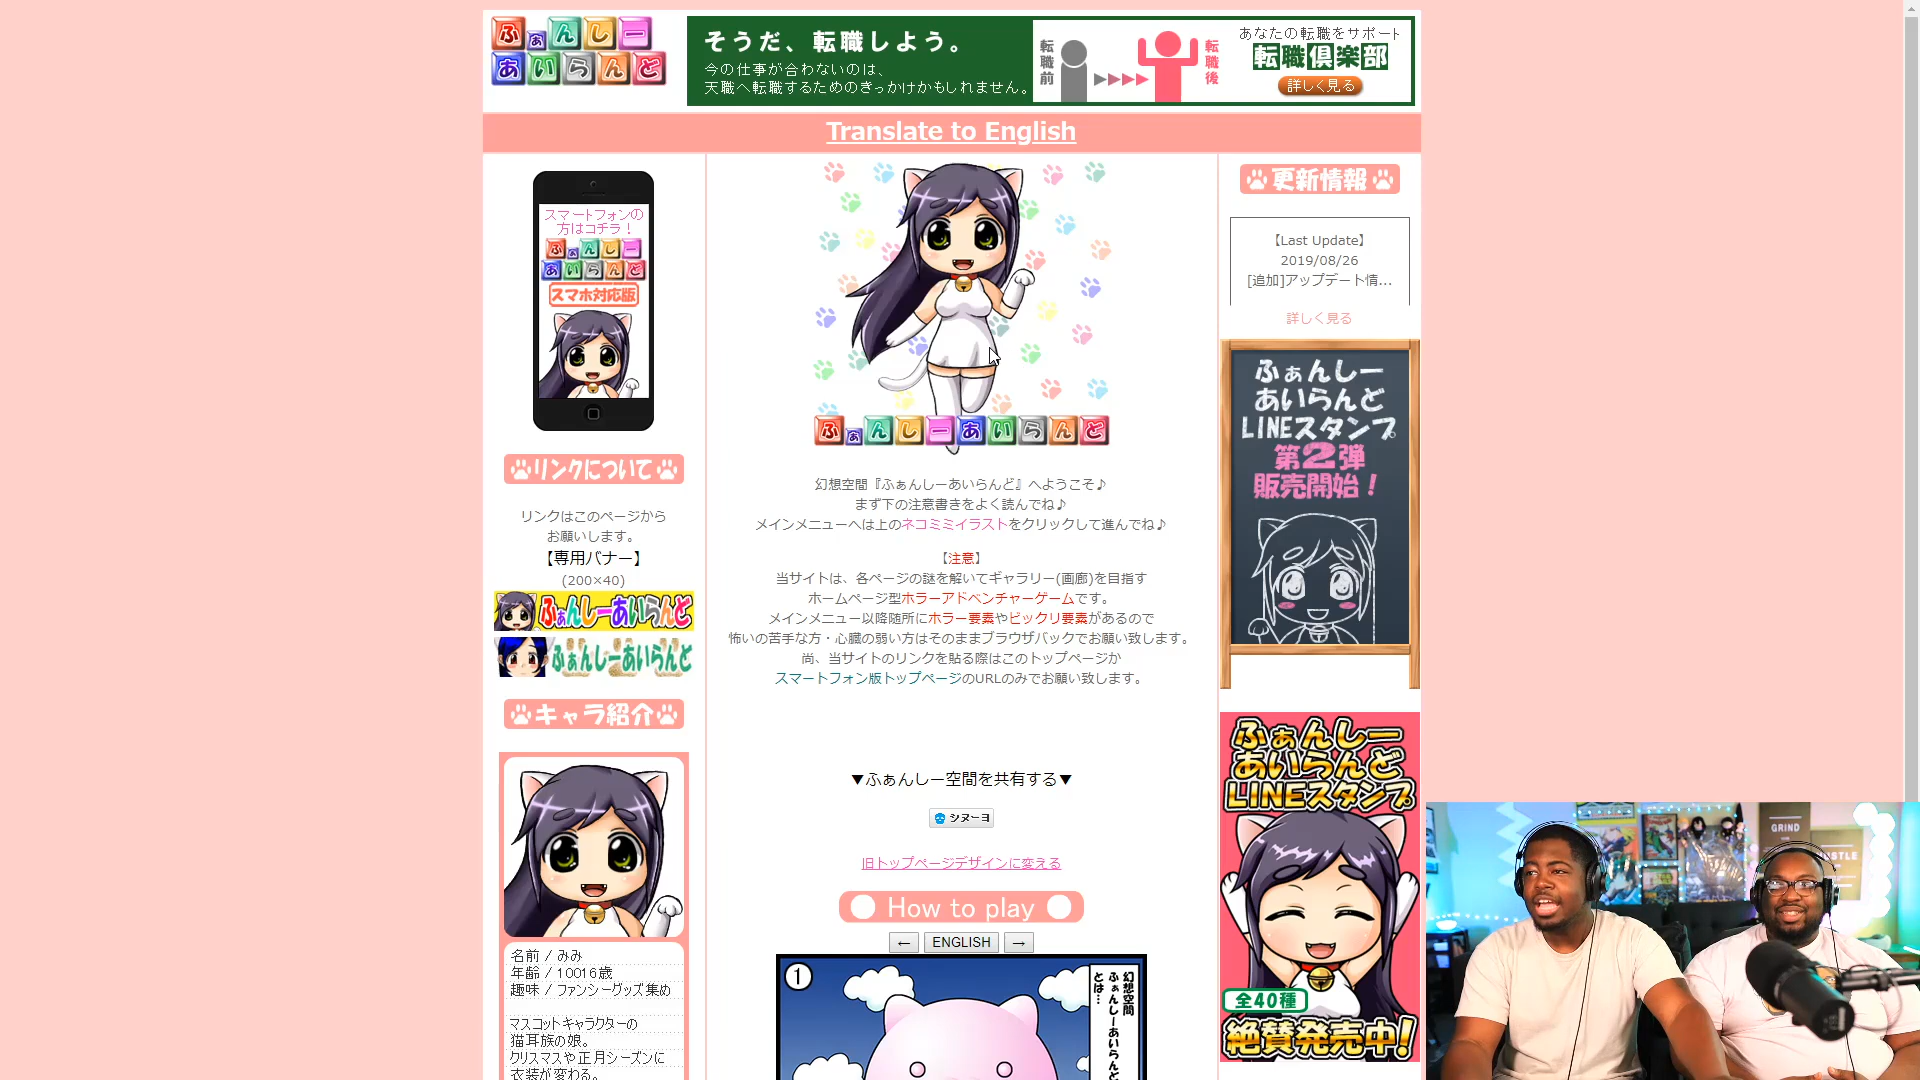 ふぁんしー
あいらんど
そうだ、転職しよう。
今の仕事が合わないのは、
天職へ転職するためのきっかけかもしれません。
転職前
転職後
あなたの転職をサポート
転職倶楽部
詳しく見る
Translate to English
スマートフォンの
方はコチラ！
ふぁんしー
あいらんど
スマホ対応版
リンクについて
リンクはこのページから
お願いします。
【専用バナー】
(200×40)
ふぁんしーあいらんど
ふぁんしーあいらんど
キャラ紹介
名前 / みみ
年齢 / 10016歳
趣味 / ファンシーグッズ集め
マスコットキャラクターの
猫耳族の娘。
クリスマスや正月シーズンに
衣装が変わる。
ふぁんしーあいらんど
幻想空間『ふぁんしーあいらんど』へようこそ♪
まず下の注意書きをよく読んでね♪
メインメニューへは上のネコミミイラストをクリックして進んでね♪
【注意】
当サイトは、各ページの謎を解いてギャラリー(画廊)を目指す
ホームページ型ホラーアドベンチャーゲームです。
メインメニュー以降随所にホラー要素やビックリ要素があるので
怖いの苦手な方・心臓の弱い方はそのままブラウザバックでお願い致します。
尚、当サイトのリンクを貼る際はこのトップページか
スマートフォン版トップページのURLのみでお願い致します。
▼ふぁんしー空間を共有する▼
シヌーヨ
旧トップページデザインに変える
How to play
← ENGLISH →
①
幻想空間
ふぁんしーあいらんど
とは…
更新情報
【Last Update】
2019/08/26
[追加]アップデート情...
詳しく見る
ふぁんしー
あいらんど
LINEスタンプ
第2弾
販売開始！
ふぁんしー
あいらんど
LINEスタンプ
全40種
絶賛発売中!
GRIND